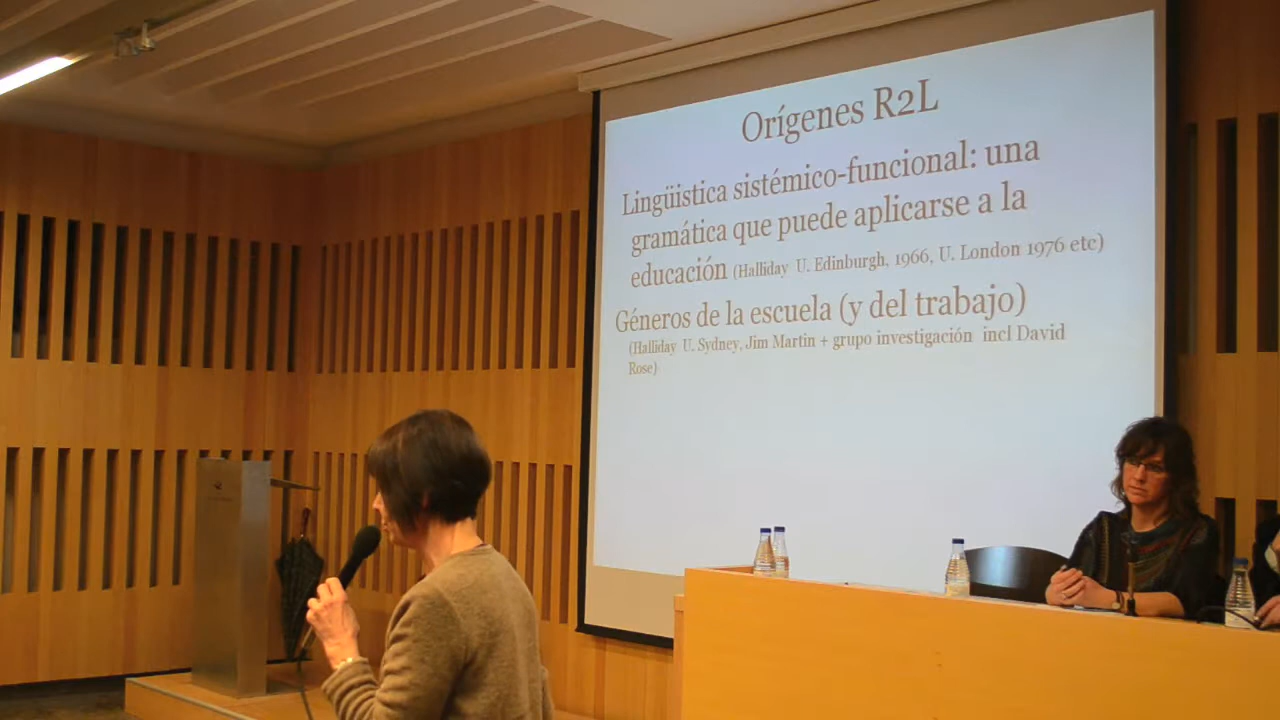 Orígenes R2L
Lingüistica sistémico-funcional: una
gramática que puede aplicarse a la
educación (Halliday U. Edinburgh, 1966, U. London 1976 etc)
Géneros de la escuela (y del trabajo)
(Halliday U. Sydney, Jim Martin + grupo investigación incl David
Rose)